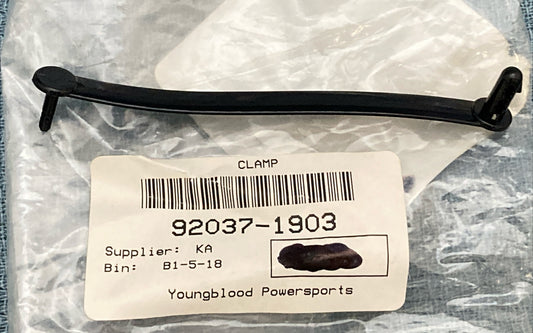 CLAMP
92037-1903
Supplier: KA
Bin: B1-5-18
Youngblood Powersports